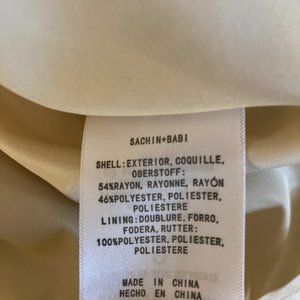 SACHIN+BABI
SHELL:EXTERIOR, COQUILLE,
OBERSTOFF:
54%RAYON, RAYONNE, RAYÓN
46%POLYESTER, POLIESTER,
POLIESTERE
LINING:DOUBLURE, FORRO,
FODERA, RUTTER:
100%POLYESTER, POLIESTER,
POLIESTERE
MADE IN CHINA
HECHO EN CHINA